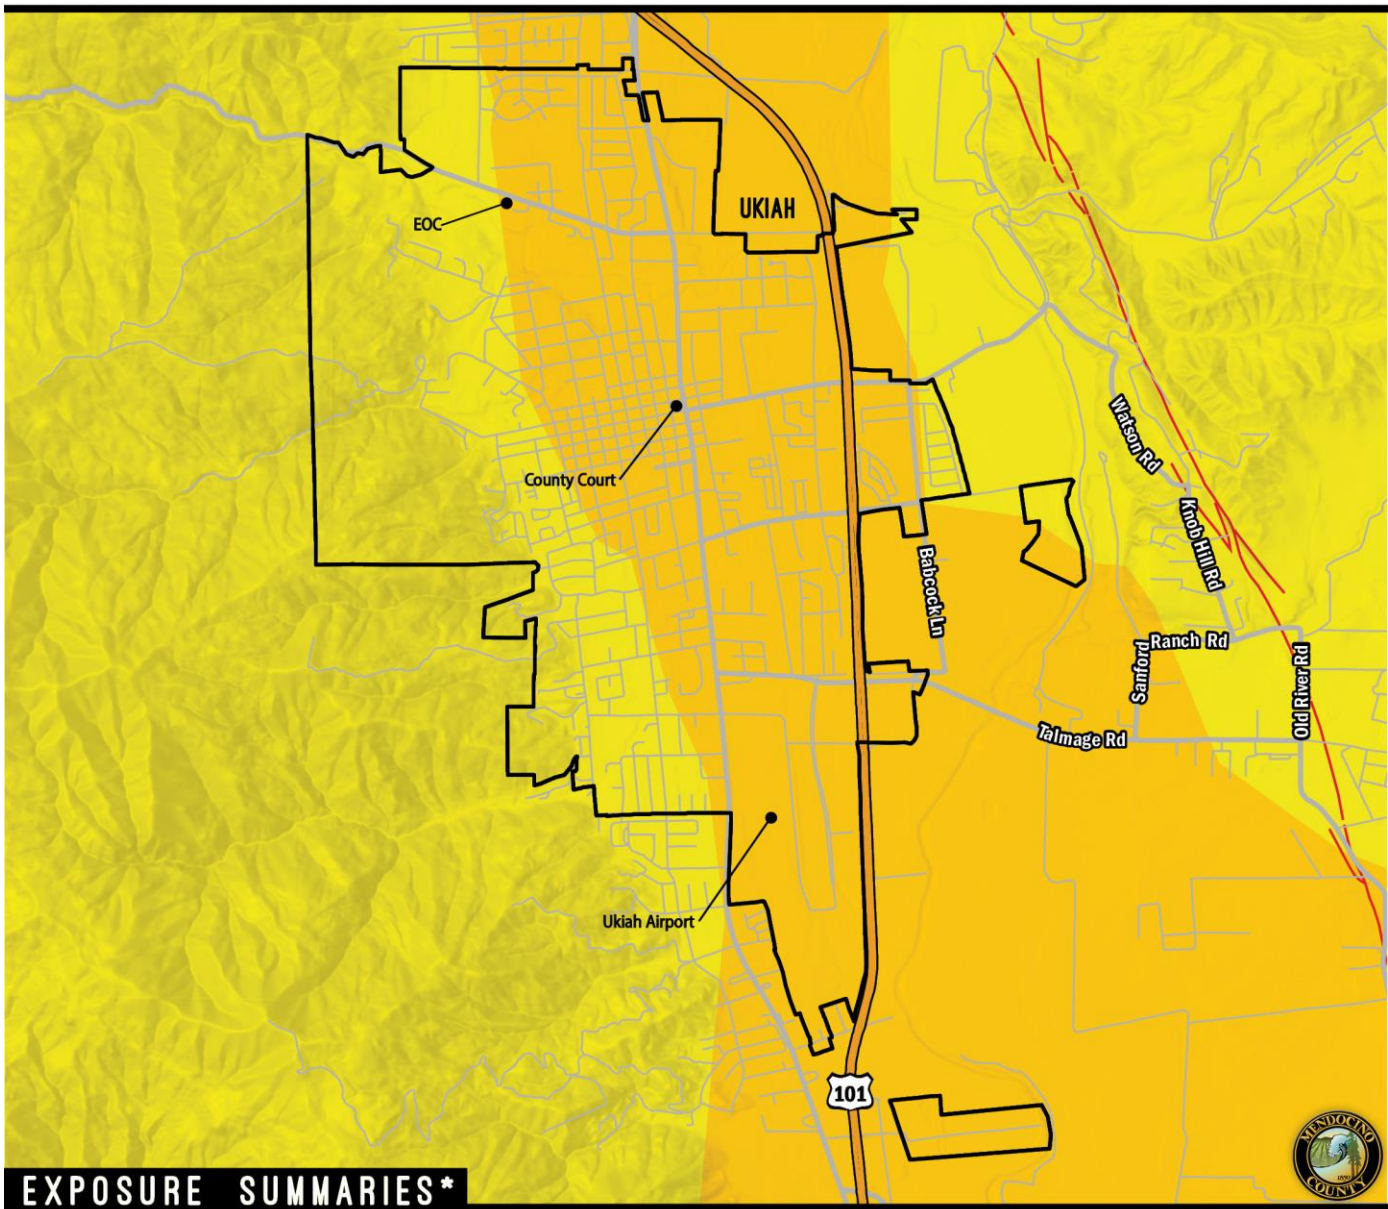 UKIAH
EOC
County Court
Watson Rd
Knob Hill Rd
Babcock Ln
Ranch Rd
Sanford
Old River Rd
Talmage Rd
Ukiah Airport
101
MENDOCINO
1850
COUNTY
EXPOSURE SUMMARIES*